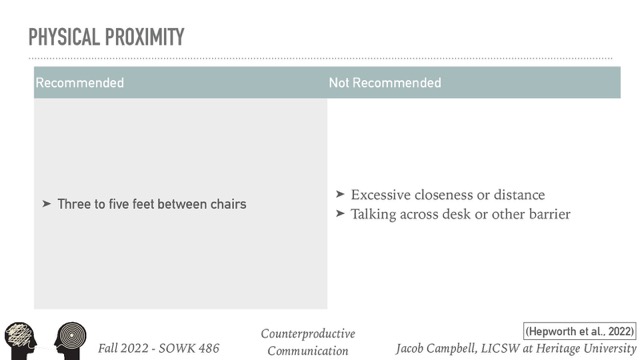 PHYSICAL PROXIMITY
Recommended
Not Recommended
➤ Three to five feet between chairs
➤ Excessive closeness or distance
➤ Talking across desk or other barrier
(Hepworth et al., 2022)
Fall 2022 - SOWK 486
Counterproductive
Communication
Jacob Campbell, LICSW at Heritage University